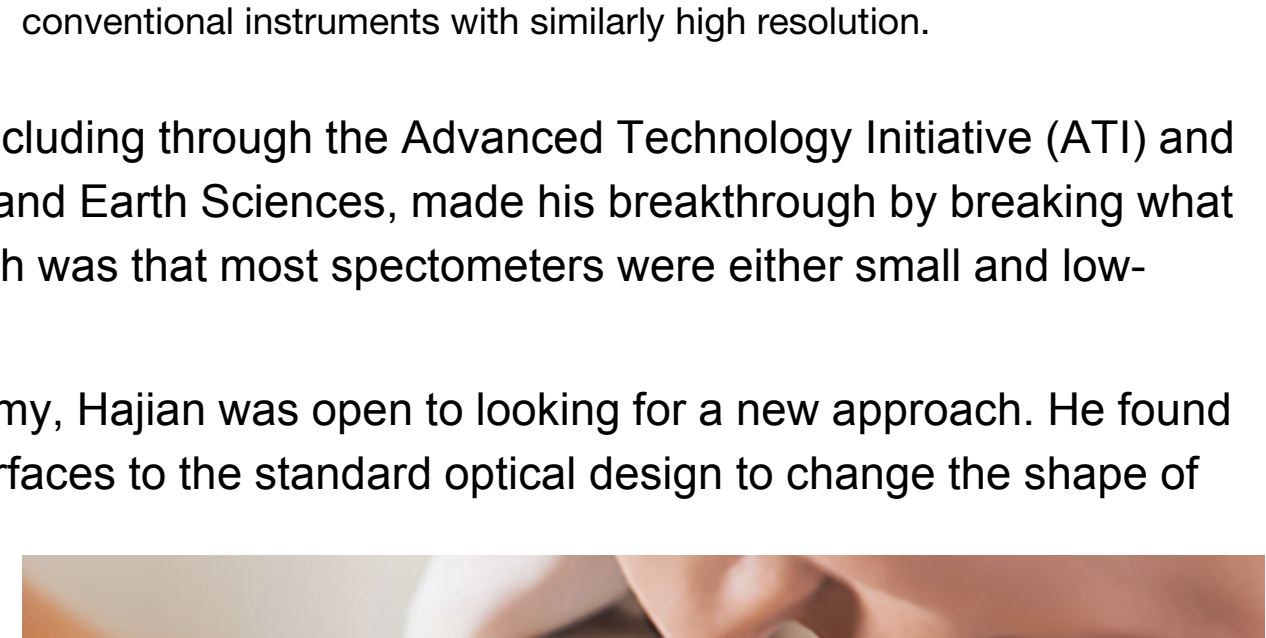 conventional instruments with similarly high resolution.
cluding through the Advanced Technology Initiative (ATI) and
and Earth Sciences, made his breakthrough by breaking what
h was that most spectometers were either small and low-
my, Hajian was open to looking for a new approach. He found
rfaces to the standard optical design to change the shape of